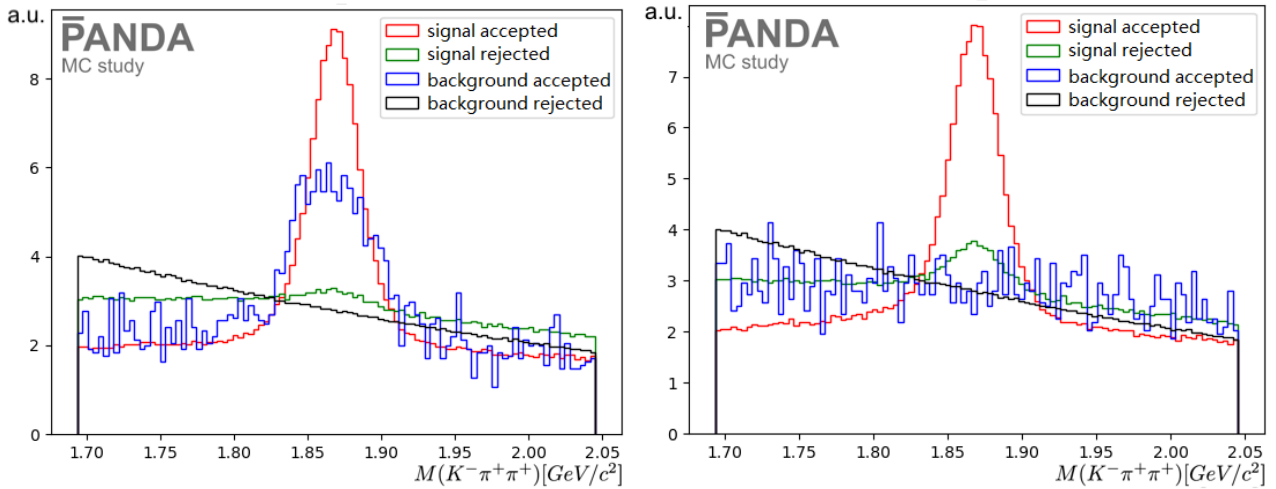 a.u.
P̅ANDA
MC study
signal accepted
signal rejected
background accepted
background rejected
8
6
4
2
0
1.70 1.75 1.80 1.85 1.90 1.95 2.00 2.05
M(K⁻π⁺π⁺)[GeV/c²]
a.u.
P̅ANDA
MC study
signal accepted
signal rejected
background accepted
background rejected
7
6
5
4
3
2
1
0
1.70 1.75 1.80 1.85 1.90 1.95 2.00 2.05
M(K⁻π⁺π⁺)[GeV/c²]